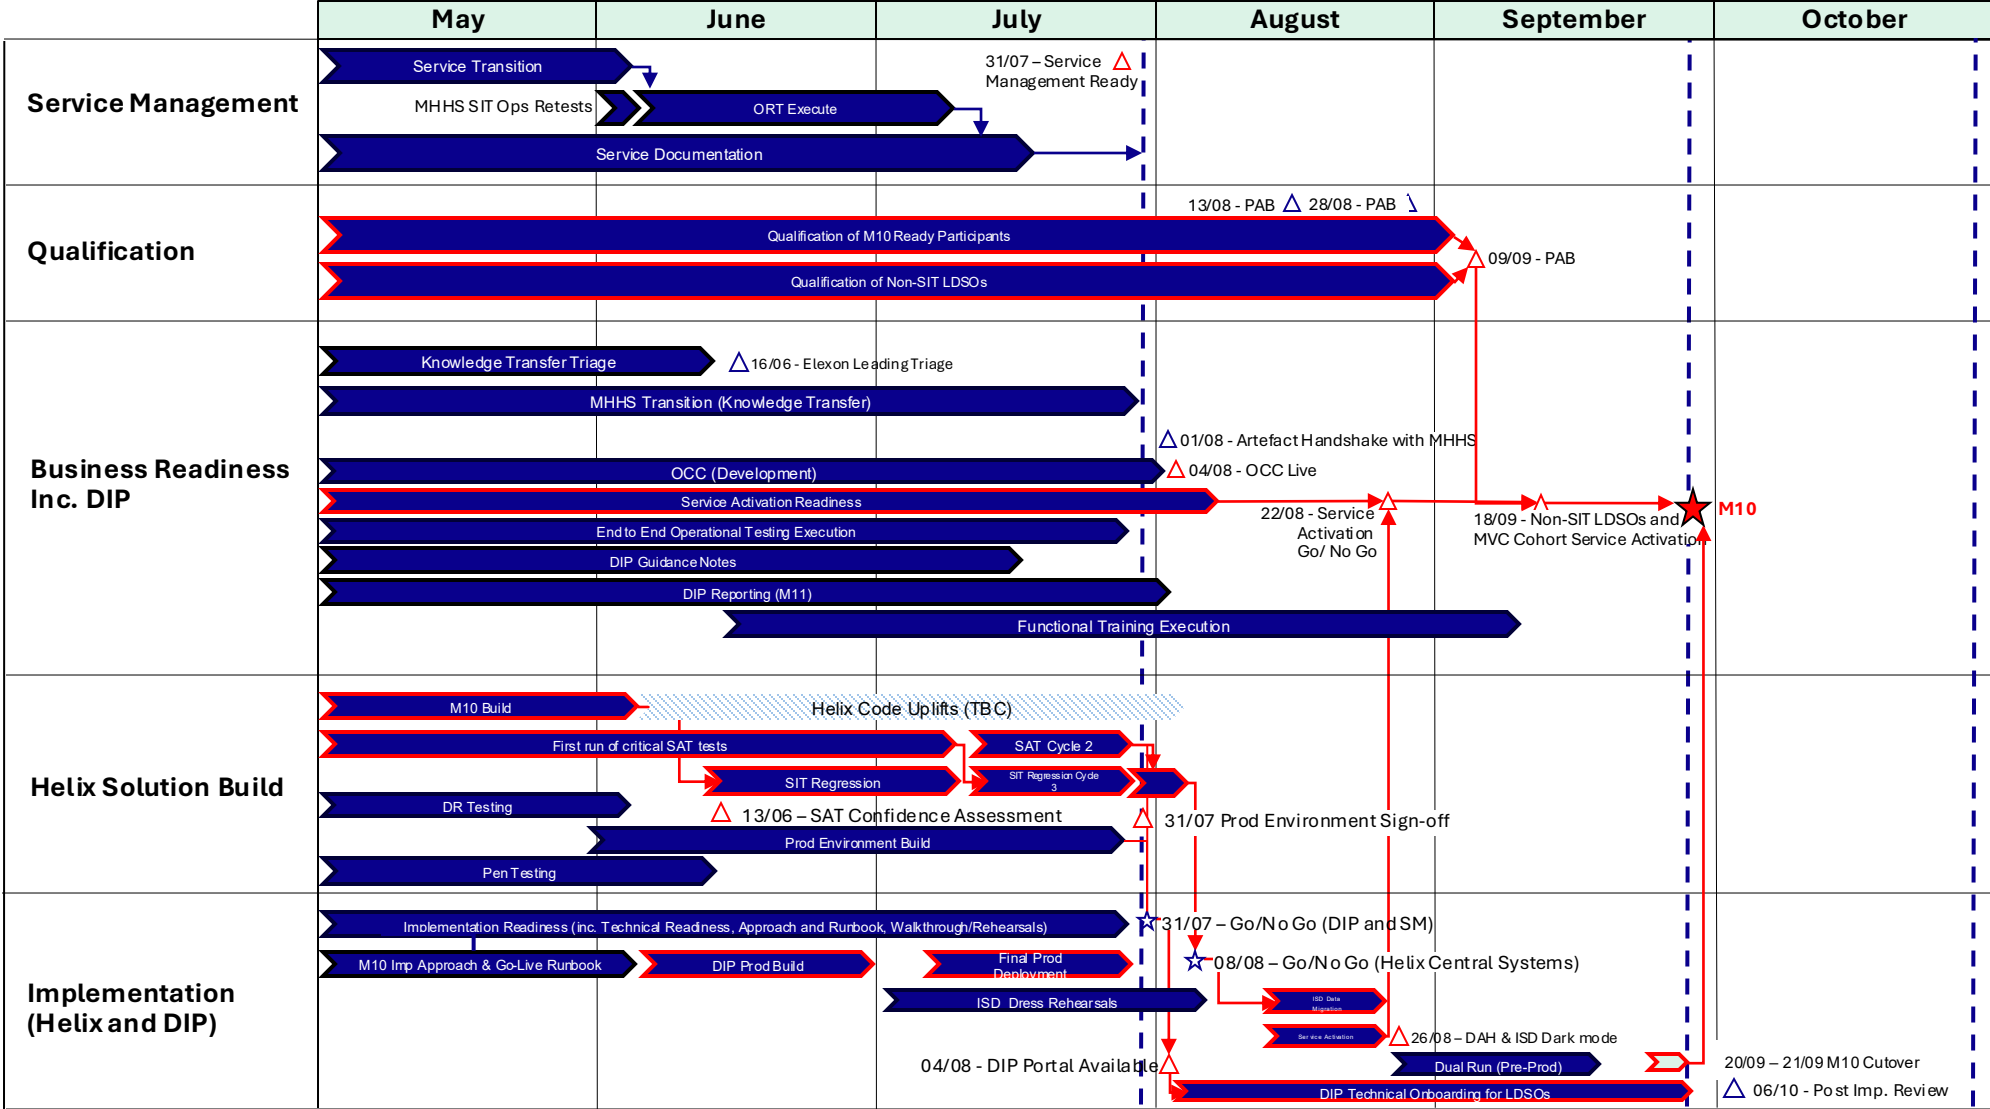 May June July August September October
Service Management
Service Transition
31/07 – Service
Management Ready
MHHS SIT Ops Retests
ORT Execute
Service Documentation
Qualification
13/08 - PAB
28/08 - PAB
Qualification of M10 Ready Participants
09/09 - PAB
Qualification of Non-SIT LDSOs
Business Readiness
Inc. DIP
Knowledge Transfer Triage
16/06 - Elexon Leading Triage
MHHS Transition (Knowledge Transfer)
01/08 - Artefact Handshake with MHHS
OCC (Development)
04/08 - OCC Live
Service Activation Readiness
22/08 - Service
Activation
Go/ No Go
18/09 - Non-SIT LDSOs and
MVC Cohort Service Activation
M10
End to End Operational Testing Execution
DIP Guidance Notes
DIP Reporting (M11)
Functional Training Execution
Helix Solution Build
M10 Build
Helix Code Uplifts (TBC)
First run of critical SAT tests
SAT Cycle 2
SIT Regression
SIT Regression Cycle
3
DR Testing
13/06 – SAT Confidence Assessment
31/07 Prod Environment Sign-off
Prod Environment Build
Pen Testing
Implementation
(Helix and DIP)
Implementation Readiness (inc. Technical Readiness, Approach and Runbook, Walkthrough/Rehearsals)
31/07 – Go/No Go (DIP and SM)
M10 Imp Approach & Go-Live Runbook
DIP Prod Build
Final Prod
Deployment
08/08 – Go/No Go (Helix Central Systems)
ISD Dress Rehearsals
ISD Data
Migration
Service Activation
26/08 – DAH & ISD Dark mode
04/08 - DIP Portal Available
Dual Run (Pre-Prod)
20/09 – 21/09 M10 Cutover
DIP Technical Onboarding for LDSOs
06/10 - Post Imp. Review